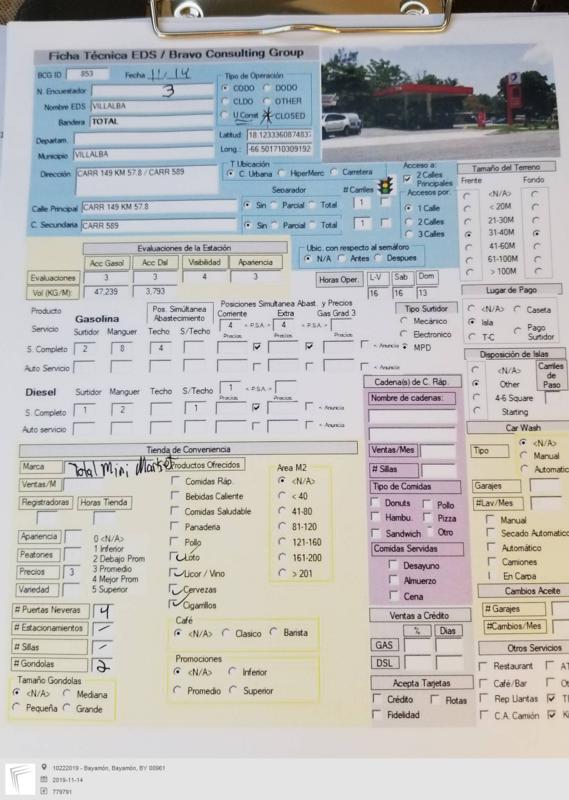 Ficha Técnica EDS / Bravo Consulting Group
BCG ID 853 Fecha 11/14
N. Encuestador 3
Nombre EDS VILLALBA
Bandera TOTAL
Departam.
Municipio VILLALBA
Dirección CARR 149 KM 57.8 / CARR 589
Tipo de Operación
CODO DODO
CLDO OTHER
U Const CLOSED
Latitud: 18.1233608748
Long.: -66.501710309192
T Ubicación
C. Urbana HiperMerc Carretera
Separador # Carriles
Calle Principal CARR 149 KM 57.8 Sin Parcial Total 1
C. Secundaria CARR 589 Sin Parcial Total 1
Acceso a:
2 Calles Principales
Accesos por:
1 Calle
2 Calles
3 Calles
Tamaño del Terreno
Frente Fondo
<N/A>
< 20M
21-30M
31-40M
41-60M
61-100M
> 100M
Evaluaciones de la Estación
Acc Gasol Acc Dsl Visibilidad Apariencia
Evaluaciones 3 3 4 3
Vol (KG/M): 47,239 3,793
Ubic. con respecto al semáforo
N/A Antes Despues
Horas Oper. L-V Sab Dom
16 16 13
Lugar de Pago
<N/A> Caseta
Isla Pago Surtidor
T-C
Producto Gasolina Pos. Simúltanea Abastecimiento Posiciones Simultanea Abast. y Precios
Corriente Extra Gas Grad 3
Servicio Surtidor Manguer Techo S/Techo 4 < P.S.A.> 4 < P.S.A.>
Precios Precios Precios
S. Completo 2 8 4 < Anuncia
Auto Servicio
Tipo Surtidor
Mecánico
Electronico
MPD
Disposición de Islas
<N/A>
Other
4-6 Square
Starting
Carriles de Paso
Diesel Surtidor Manguer Techo S/Techo 1 < P.S.A.>
Precios Precios
S. Completo 1 2 1 < Anuncia
Auto servicio
Cadena(s) de C. Ráp.
Nombre de cadenas:
Ventas/Mes
# Sillas
Tipo de Comidas
Donuts Pollo
Hambu. Pizza
Sandwich Otro
Comidas Servidas
Desayuno
Almuerzo
Cena
Car Wash
Tipo <N/A>
Manual
Automatic
Garajes
#Lav/Mes
Manual
Secado Automatico
Automático
Camiones
En Carpa
Tienda de Conveniencia
Marca Total Mini Market
Ventas/M
Registradoras Horas Tienda
Apariencia
Peatones
Precios 3
Variedad
0 <N/A>
1 Inferior
2 Debajo Prom
3 Promedio
4 Mejor Prom
5 Superior
# Puertas Neveras 4
# Estacionamientos -
# Sillas -
# Gondolas 2
Tamaño Gondolas
<N/A> Mediana
Pequeña Grande
Productos Ofrecidos
Comidas Ráp.
Bebidas Caliente
Comidas Saludable
Panaderia
Pollo
Loto
Licor / Vino
Cervezas
Cigarrillos
Area M2
<N/A>
< 40
41-80
81-120
121-160
161-200
> 201
Café
<N/A> Clasico Barista
Promociones
<N/A> Inferior
Promedio Superior
Ventas a Crédito
% Dias
GAS
DSL
Acepta Tarjetas
Crédito Flotas
Fidelidad
Cambios Aceite
# Garajes
#Cambios/Mes
Otros Servicios
Restaurant
Café/Bar
Rep Llantas
C.A. Camión
10222019 - Bayamón, Bayamón, BY 00961
2019-11-14
779791